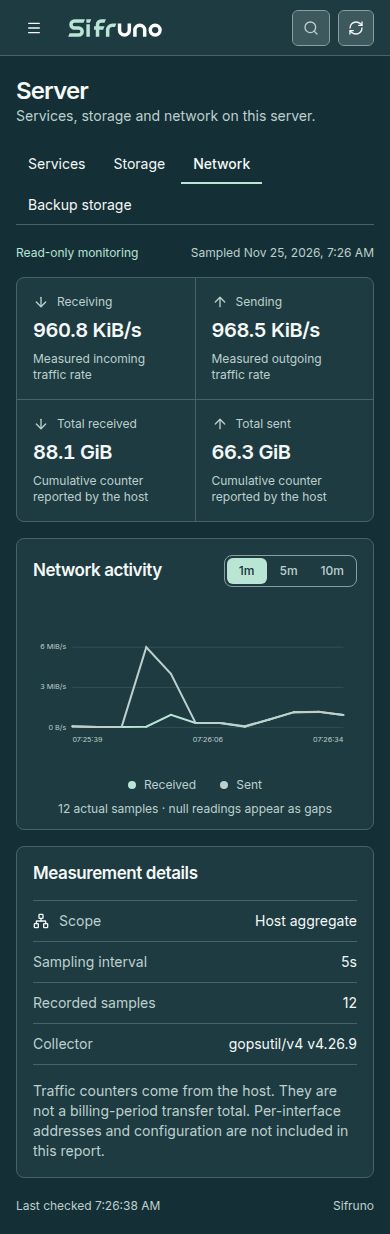 Sifruno
Server
Services, storage and network on this server.
Services Storage Network
Backup storage
Read-only monitoring Sampled Nov 25, 2026, 7:26 AM
Receiving
960.8 KiB/s
Measured incoming
traffic rate
Sending
968.5 KiB/s
Measured outgoing
traffic rate
Total received
88.1 GiB
Cumulative counter
reported by the host
Total sent
66.3 GiB
Cumulative counter
reported by the host
Network activity 1m 5m 10m
6 MiB/s
3 MiB/s
0 B/s
07:25:39 07:26:06 07:26:34
Received Sent
12 actual samples · null readings appear as gaps
Measurement details
Scope Host aggregate
Sampling interval 5s
Recorded samples 12
Collector gopsutil/v4 v4.26.9
Traffic counters come from the host. They are
not a billing-period transfer total. Per-interface
addresses and configuration are not included in
this report.
Last checked 7:26:38 AM Sifruno